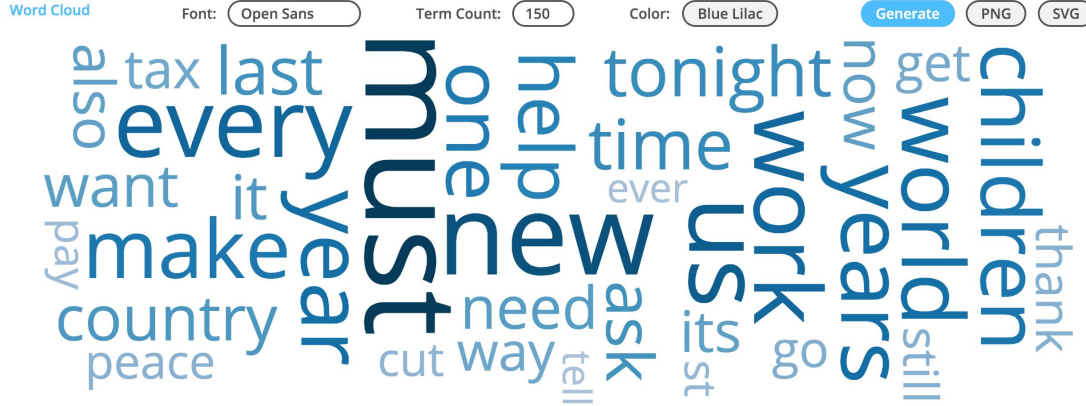 Word Cloud Font: Open Sans Term Count: 150 Color: Blue Lilac Generate PNG SVG
also
tax
last
every
must
one
help
tonight
now
get
children
time
want
it
year
ever
work
world
years
pay
make
new
us
thank
country
need
ask
its
peace
cut
way
tell
st
go
still